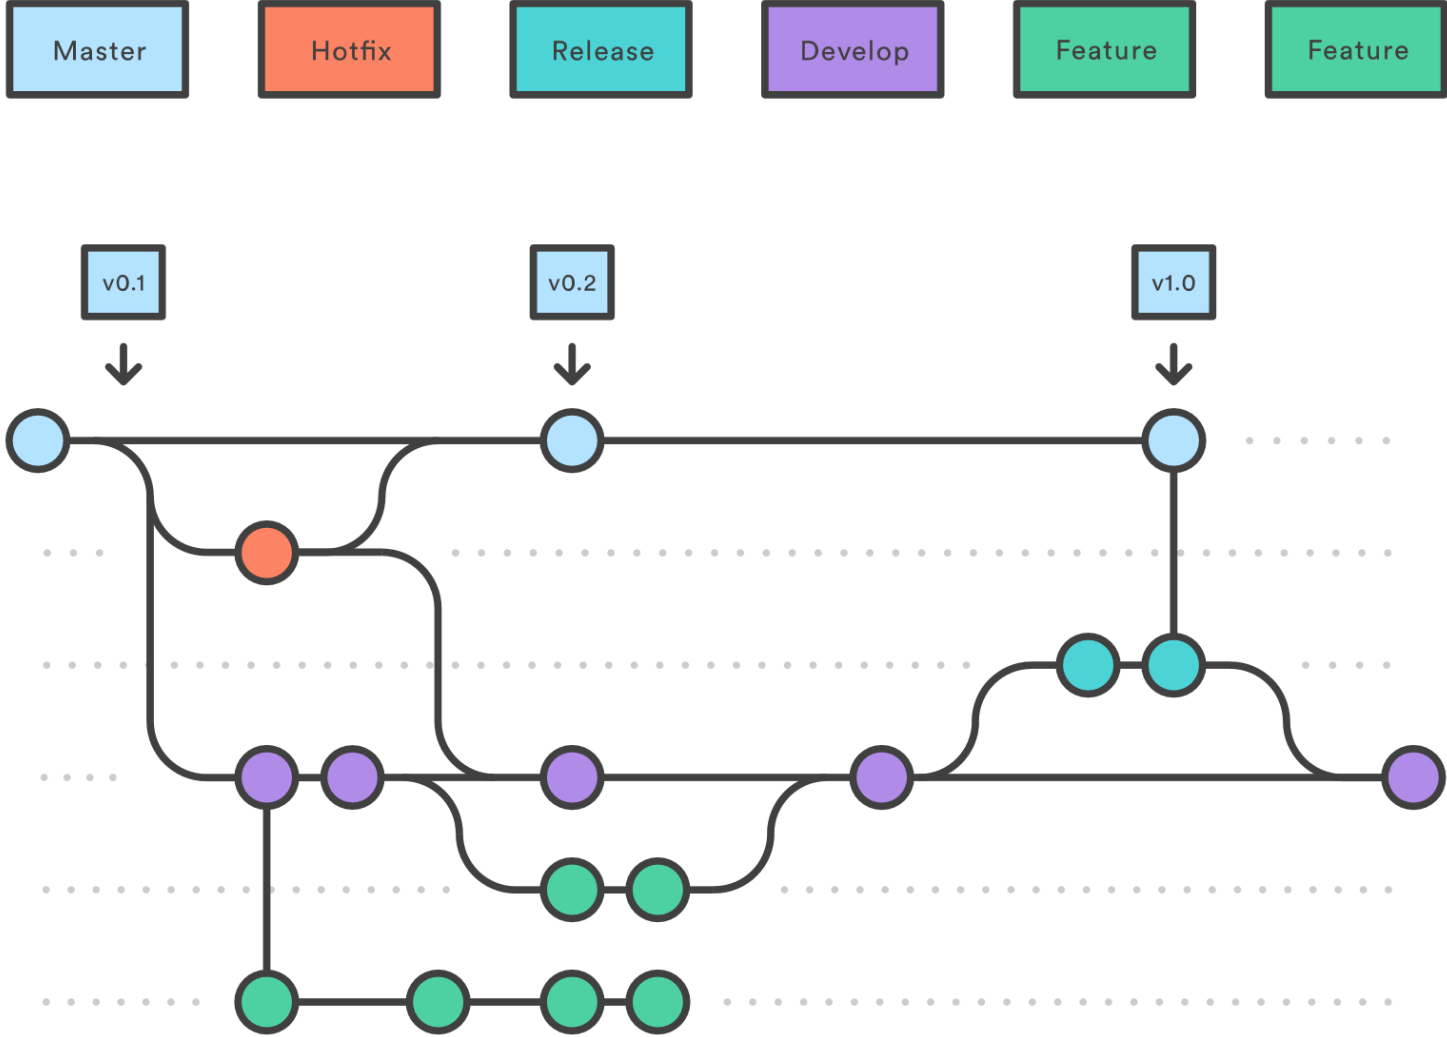 Master
Hotfix
Release
Develop
Feature
Feature
v0.1
v0.2
v1.0